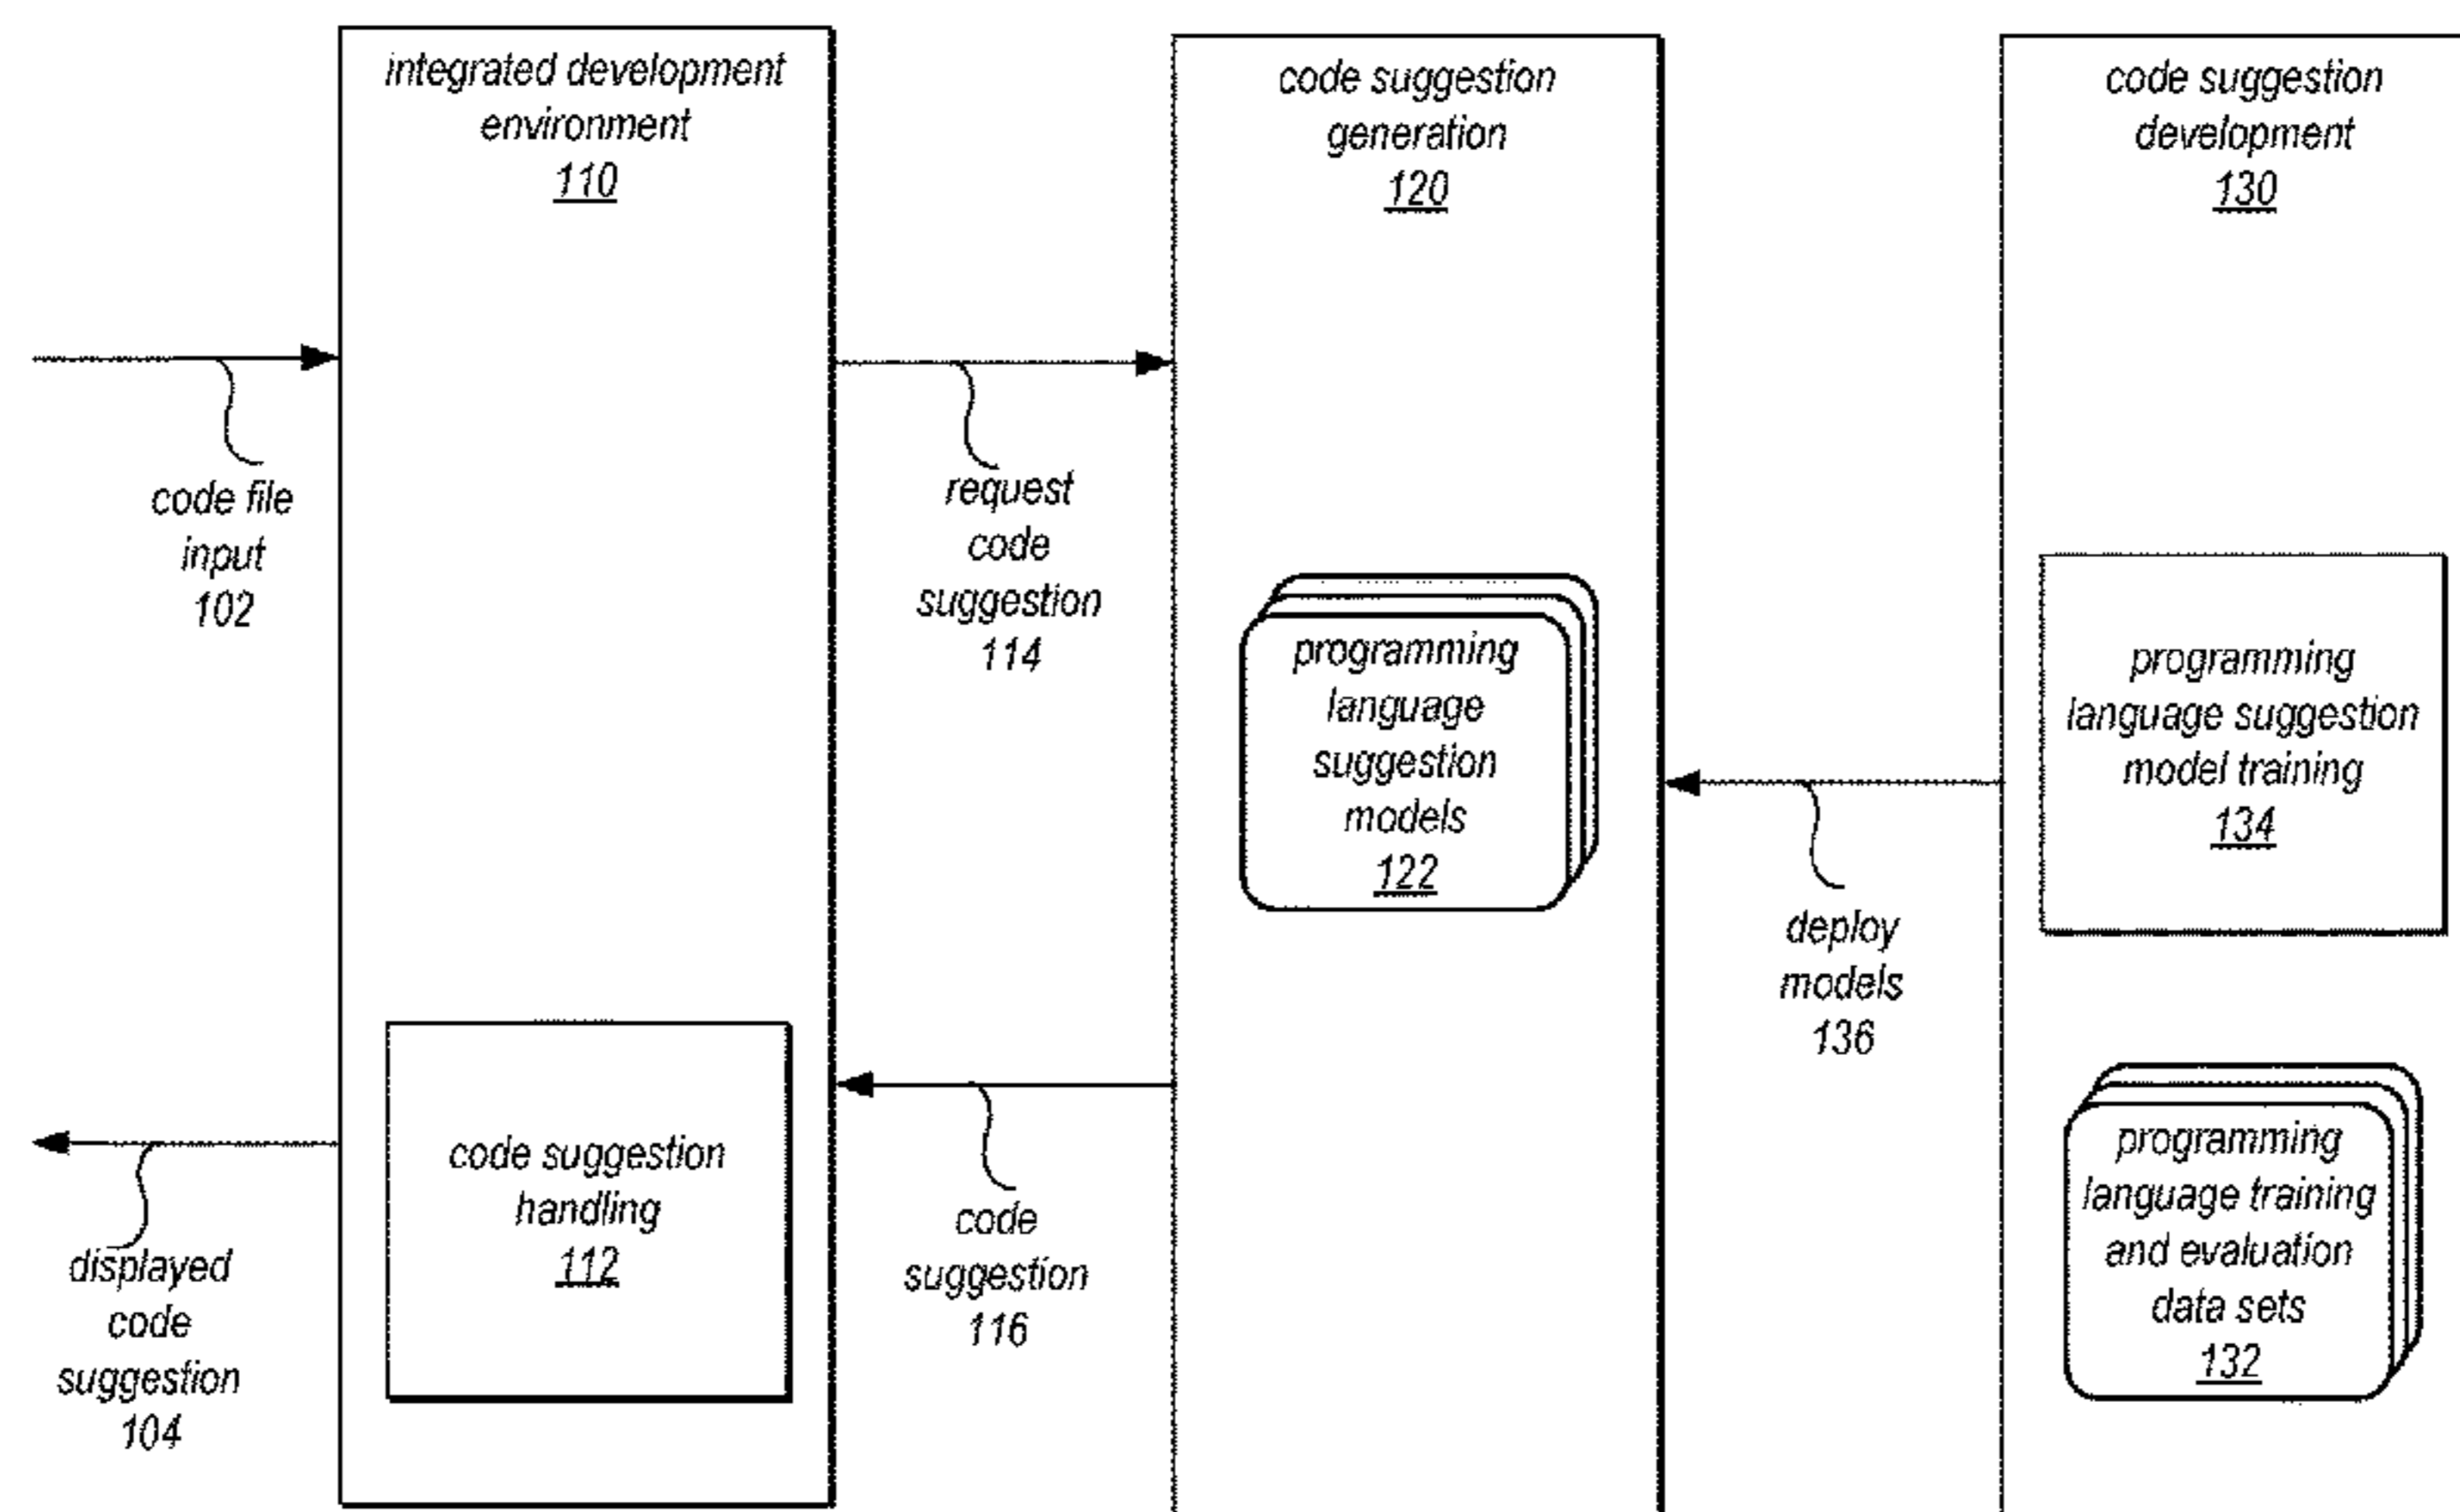 integrated development
environment
110
code suggestion
generation
120
code suggestion
development
130
code file
input
102
request
code
suggestion
114
programming
language
suggestion
models
122
programming
language suggestion
model training
134
deploy
models
136
code suggestion
handling
112
displayed
code
suggestion
104
code
suggestion
116
programming
language training
and evaluation
data sets
132